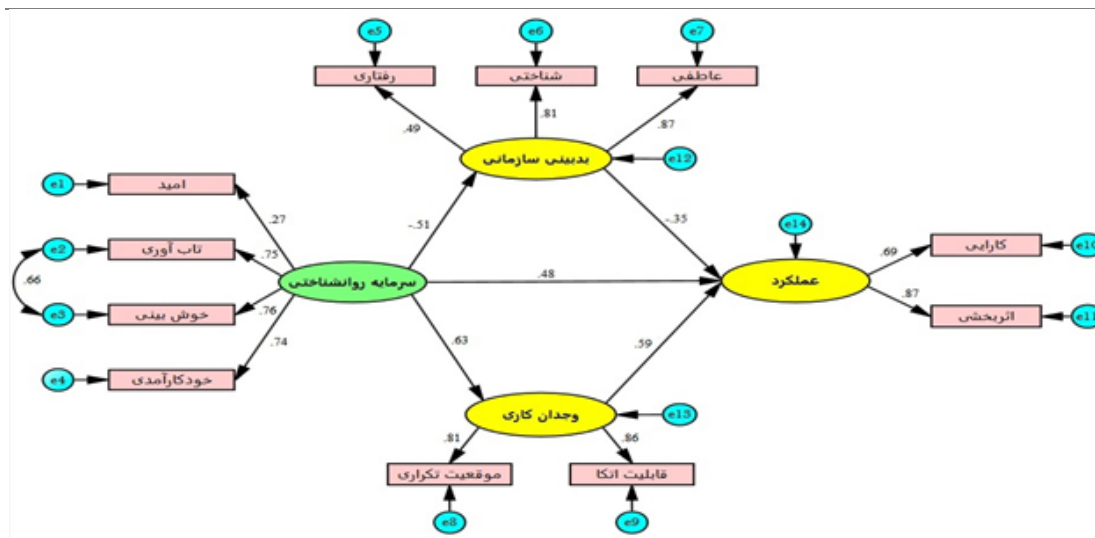 e5
e6
e7
رفتاری
شناختی
عاطفی
.49
.81
.87
بدبینی سازمانی
e12
e1
امید
.27
-.51
-.35
e14
e2
تاب آوری
.75
.69
کارایی
e10
.66
سرمایه روانشناختی
.48
عملکرد
e3
خوش بینی
.76
.87
اثربخشی
e11
.74
.63
.59
e4
خودکارآمدی
وجدان کاری
e13
.81
.86
موقعیت تکراری
قابلیت اتکا
e8
e9